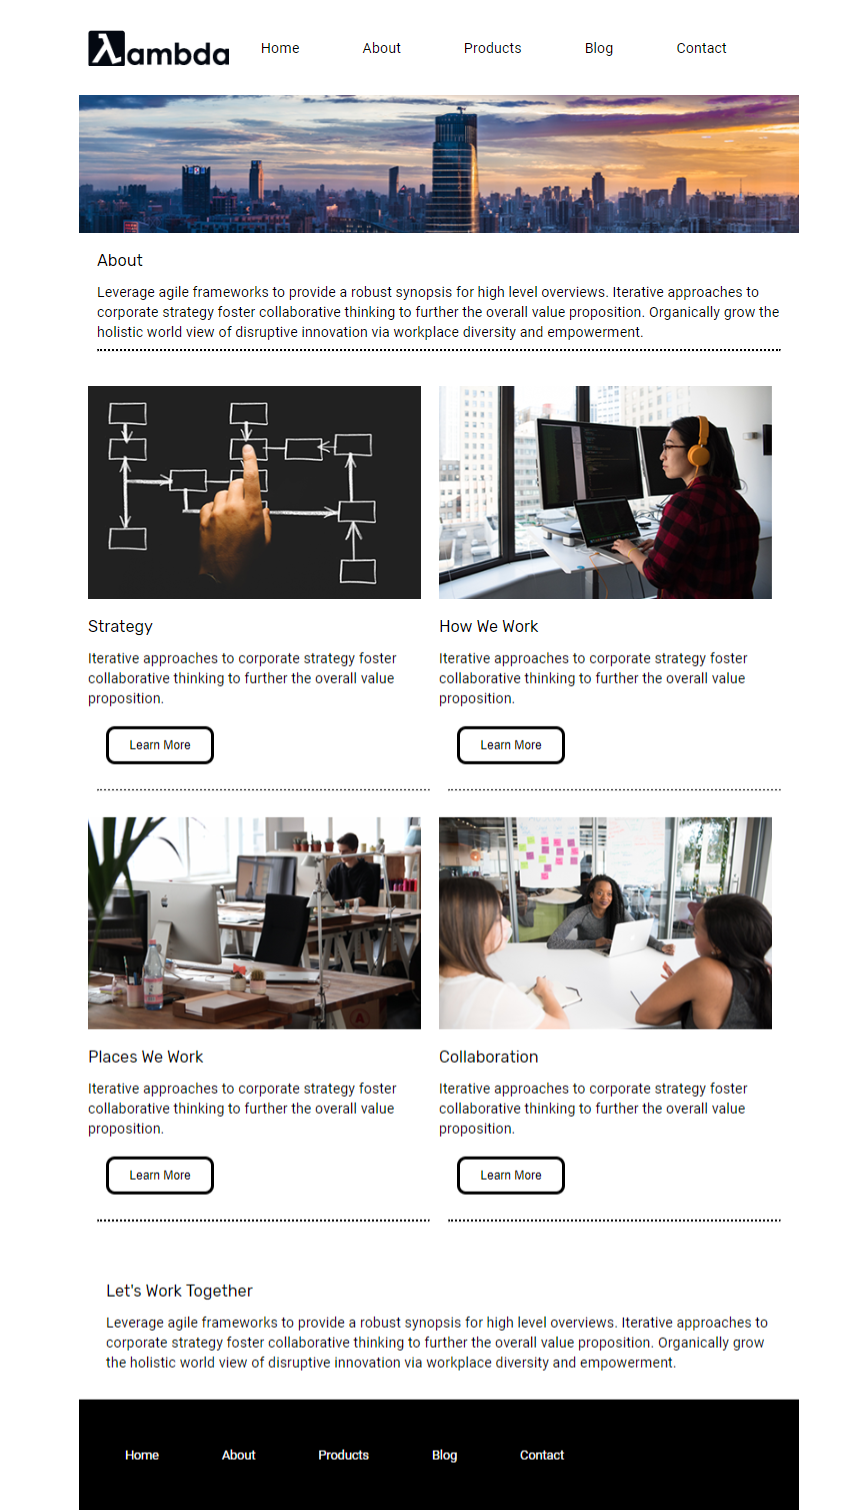 λambda
Home About Products Blog Contact
About
Leverage agile frameworks to provide a robust synopsis for high level overviews. Iterative approaches to
corporate strategy foster collaborative thinking to further the overall value proposition. Organically grow the
holistic world view of disruptive innovation via workplace diversity and empowerment.
Strategy
Iterative approaches to corporate strategy foster
collaborative thinking to further the overall value
proposition.
Learn More
How We Work
Iterative approaches to corporate strategy foster
collaborative thinking to further the overall value
proposition.
Learn More
Places We Work
Iterative approaches to corporate strategy foster
collaborative thinking to further the overall value
proposition.
Learn More
Collaboration
Iterative approaches to corporate strategy foster
collaborative thinking to further the overall value
proposition.
Learn More
Let's Work Together
Leverage agile frameworks to provide a robust synopsis for high level overviews. Iterative approaches to
corporate strategy foster collaborative thinking to further the overall value proposition. Organically grow
the holistic world view of disruptive innovation via workplace diversity and empowerment.
Home About Products Blog Contact